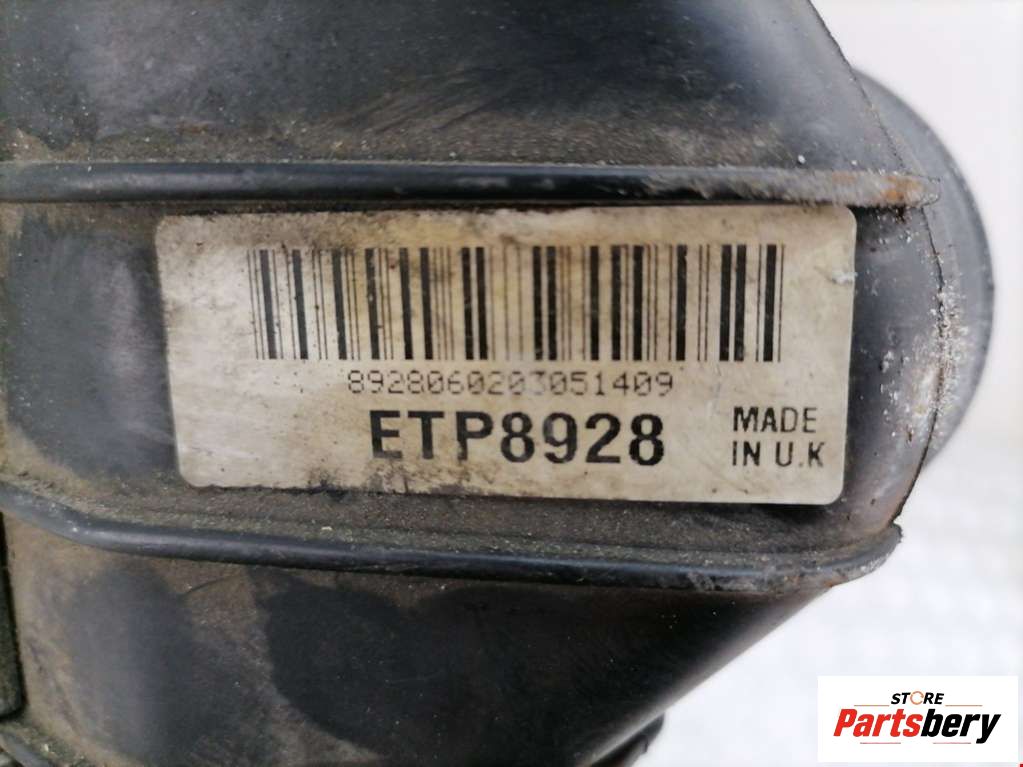 8928060203051409
ETP8928
MADE
IN U.K
STORE
Partsbery